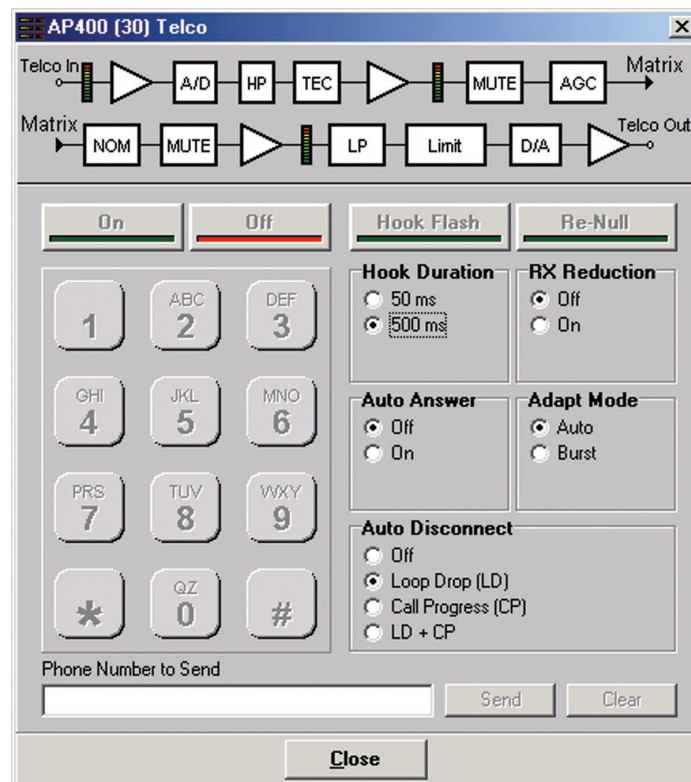 AP400 (30) Telco
Telco In A/D HP TEC MUTE AGC Matrix
Matrix NOM MUTE LP Limit D/A Telco Out
On Off Hook Flash Re-Null
1
ABC 2
DEF 3
GHI 4
JKL 5
MNO 6
PRS 7
TUV 8
WXY 9
*
QZ 0
#
Hook Duration
50 ms
500 ms
RX Reduction
Off
On
Auto Answer
Off
On
Adapt Mode
Auto
Burst
Auto Disconnect
Off
Loop Drop (LD)
Call Progress (CP)
LD + CP
Phone Number to Send
Send Clear
Close